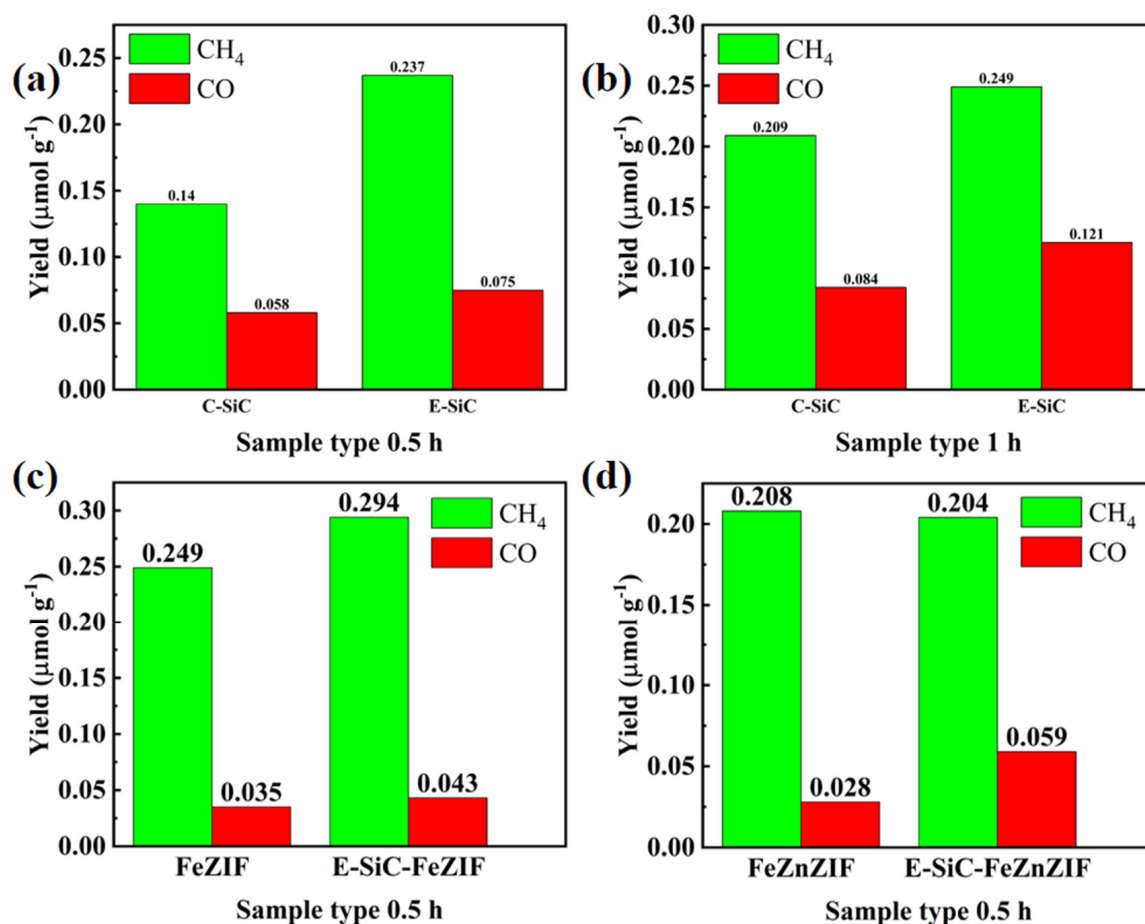 (a)
CH₄
CO
Yield (μmol g⁻¹)
0.25
0.20
0.15
0.10
0.05
0.00
0.14
0.058
0.237
0.075
C-SiC
E-SiC
Sample type 0.5 h
(b)
CH₄
CO
Yield (μmol g⁻¹)
0.30
0.25
0.20
0.15
0.10
0.05
0.00
0.209
0.084
0.249
0.121
C-SiC
E-SiC
Sample type 1 h
(c)
CH₄
CO
Yield (μmol g⁻¹)
0.30
0.25
0.20
0.15
0.10
0.05
0.00
0.249
0.035
0.294
0.043
FeZIF
E-SiC-FeZIF
Sample type 0.5 h
(d)
CH₄
CO
Yield (μmol g⁻¹)
0.20
0.15
0.10
0.05
0.00
0.208
0.028
0.204
0.059
FeZnZIF
E-SiC-FeZnZIF
Sample type 0.5 h